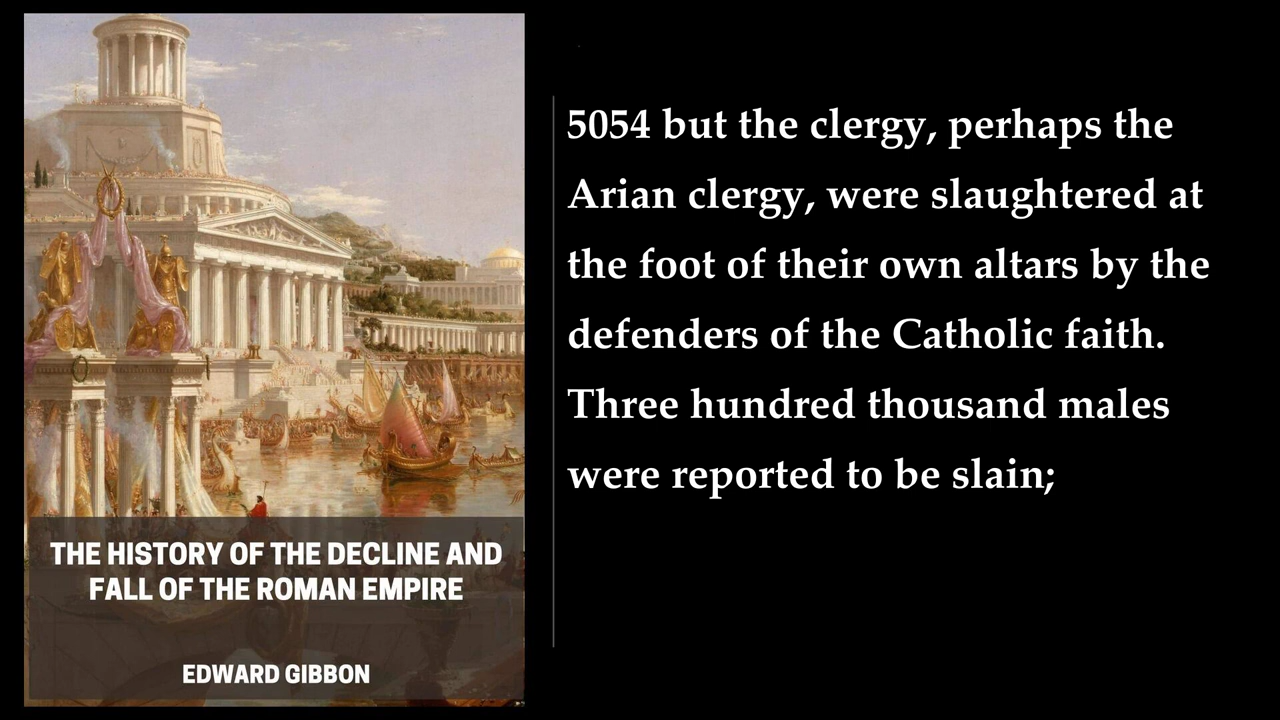 5054 but the clergy, perhaps the
Arian clergy, were slaughtered at
the foot of their own altars by the
defenders of the Catholic faith.
Three hundred thousand males
were reported to be slain;
THE HISTORY OF THE DECLINE AND
FALL OF THE ROMAN EMPIRE
EDWARD GIBBON